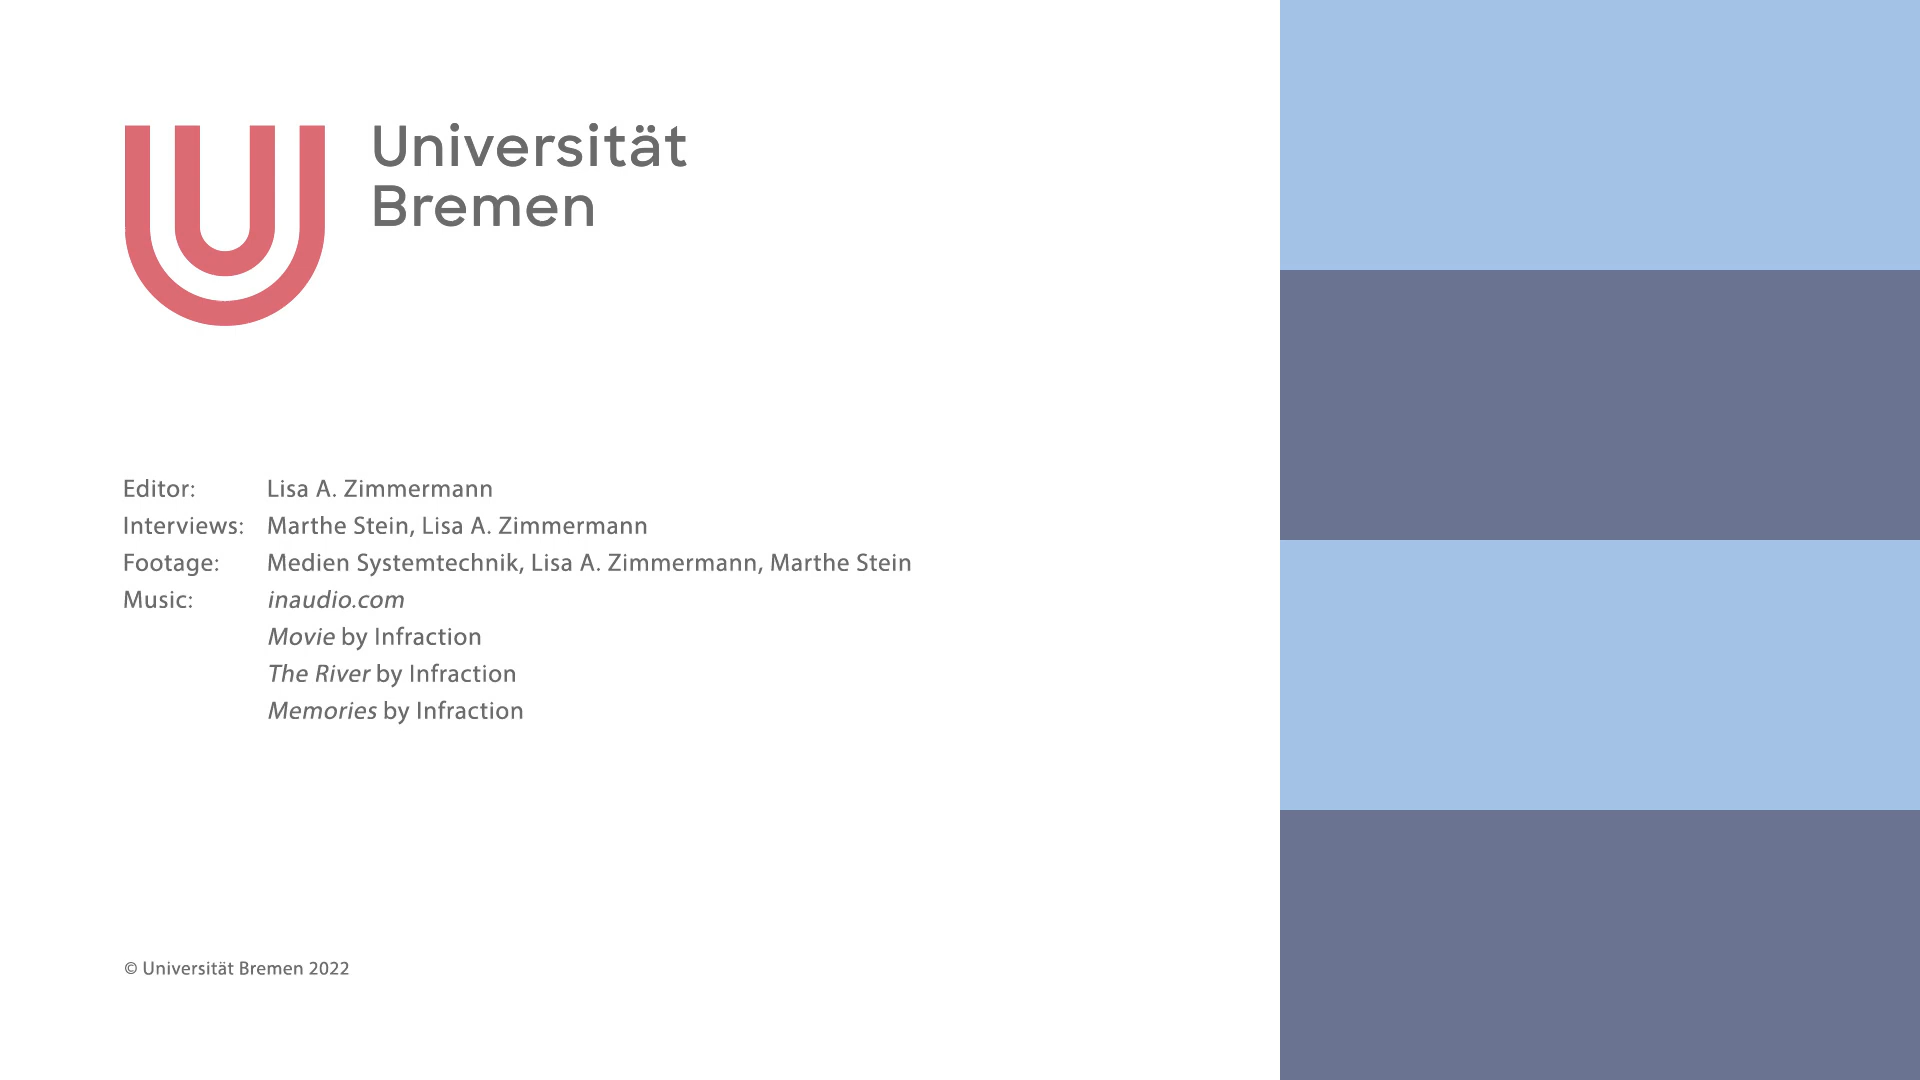 Universität
Bremen
Editor: Lisa A. Zimmermann
Interviews: Marthe Stein, Lisa A. Zimmermann
Footage: Medien Systemtechnik, Lisa A. Zimmermann, Marthe Stein
Music: inaudio.com
Movie by Infraction
The River by Infraction
Memories by Infraction
© Universität Bremen 2022